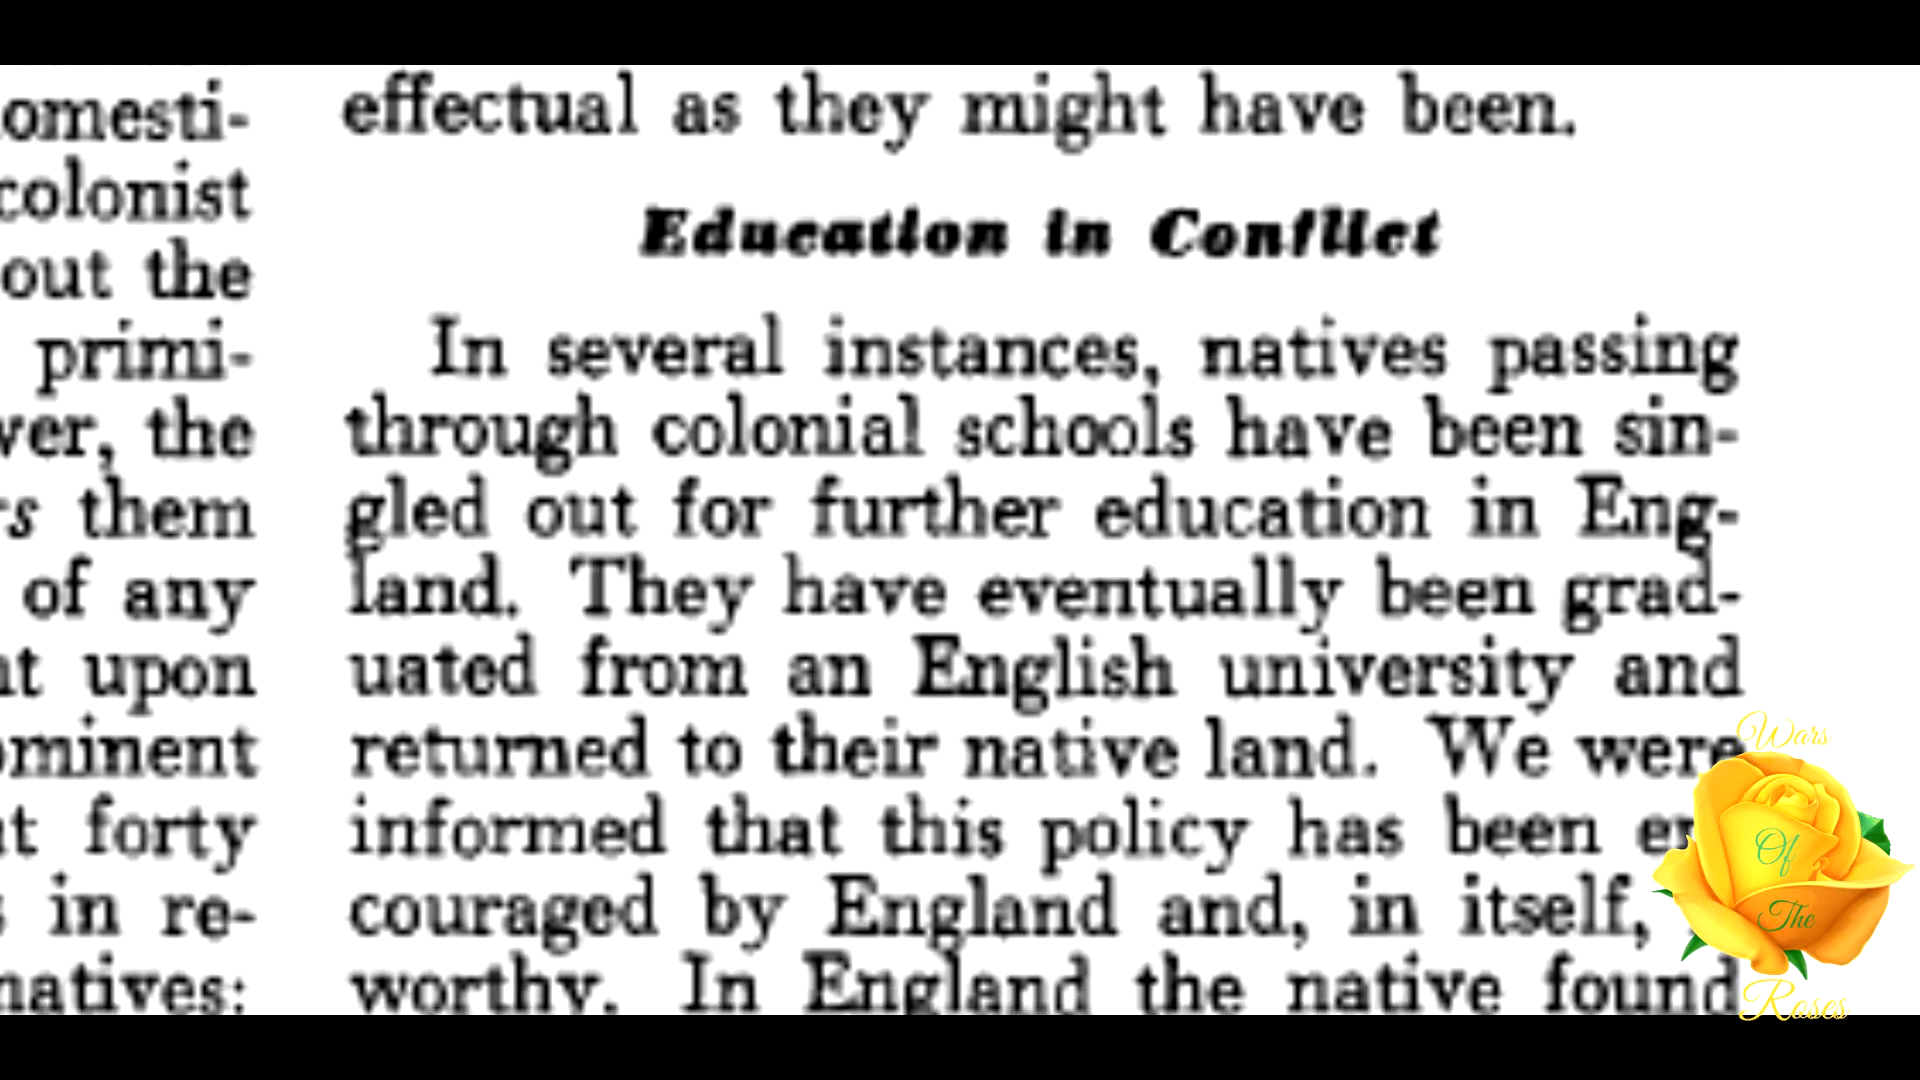 omesti-
colonist
out the
primi-
ver, the
rs them
of any
nt upon
ominent
nt forty
s in re-
natives:
effectual as they might have been.
Education in Conflict
In several instances, natives passing
through colonial schools have been sin-
gled out for further education in Eng-
land. They have eventually been grad-
uated from an English university and
returned to their native land. We were
informed that this policy has been en
couraged by England and, in itself,
worthy. In England the native found
Wars
Of
The
Roses